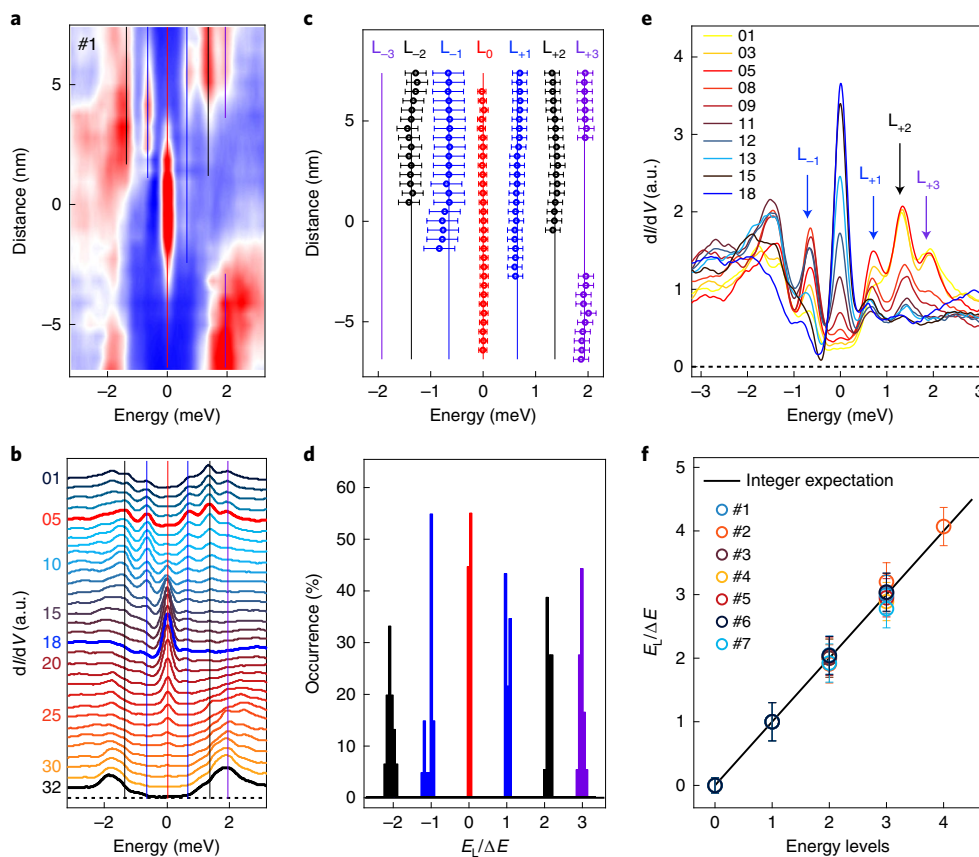 a
#1
5
0
−5
Distance (nm)
−2
0
2
Energy (meV)
c
L−3
L−2
L−1
L0
L+1
L+2
L+3
5
0
−5
Distance (nm)
−2
−1
0
1
2
Energy (meV)
e
01
03
05
08
09
11
12
13
15
18
L−1
L+1
L+2
L+3
4
3
2
1
0
dI/dV (a.u.)
−3
−2
−1
0
1
2
3
Energy (meV)
b
01
05
10
15
18
20
25
30
32
dI/dV (a.u.)
−2
0
2
Energy (meV)
d
60
50
40
30
20
10
0
Occurrence (%)
−2
−1
0
1
2
3
EL/ΔE
f
Integer expectation
#1
#2
#3
#4
#5
#6
#7
5
4
3
2
1
0
EL/ΔE
0
1
2
3
4
Energy levels